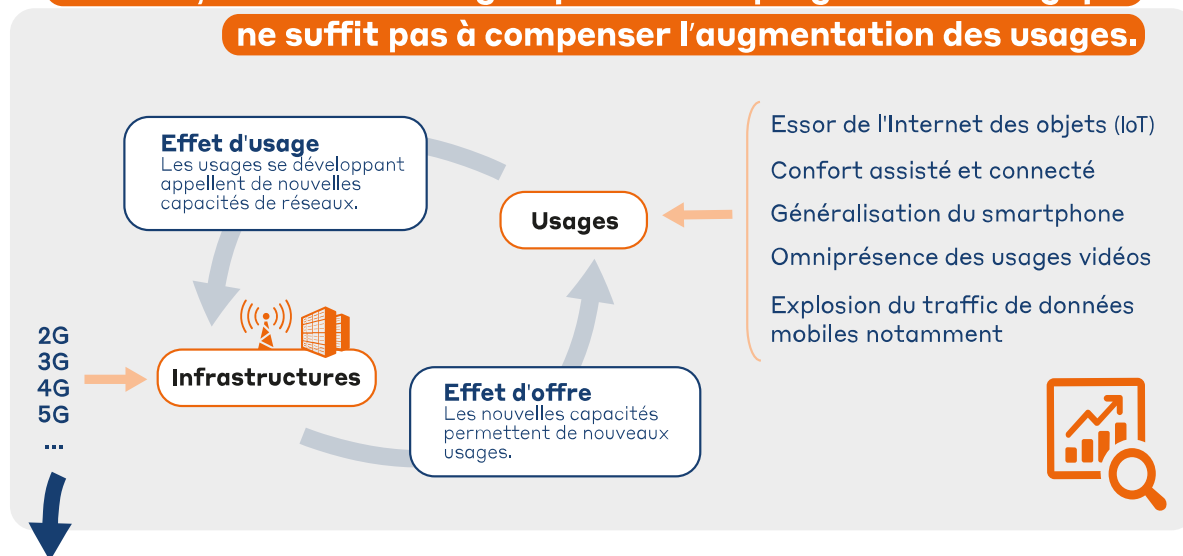 ne suffit pas à compenser l'augmentation des usages.
Effet d'usage
Les usages se développant
appellent de nouvelles
capacités de réseaux.
Usages
Essor de l'Internet des objets (IoT)
Confort assisté et connecté
Généralisation du smartphone
Omniprésence des usages vidéos
Explosion du traffic de données
mobiles notamment
2G
3G
4G
5G
...
Infrastructures
Effet d'offre
Les nouvelles capacités
permettent de nouveaux
usages.